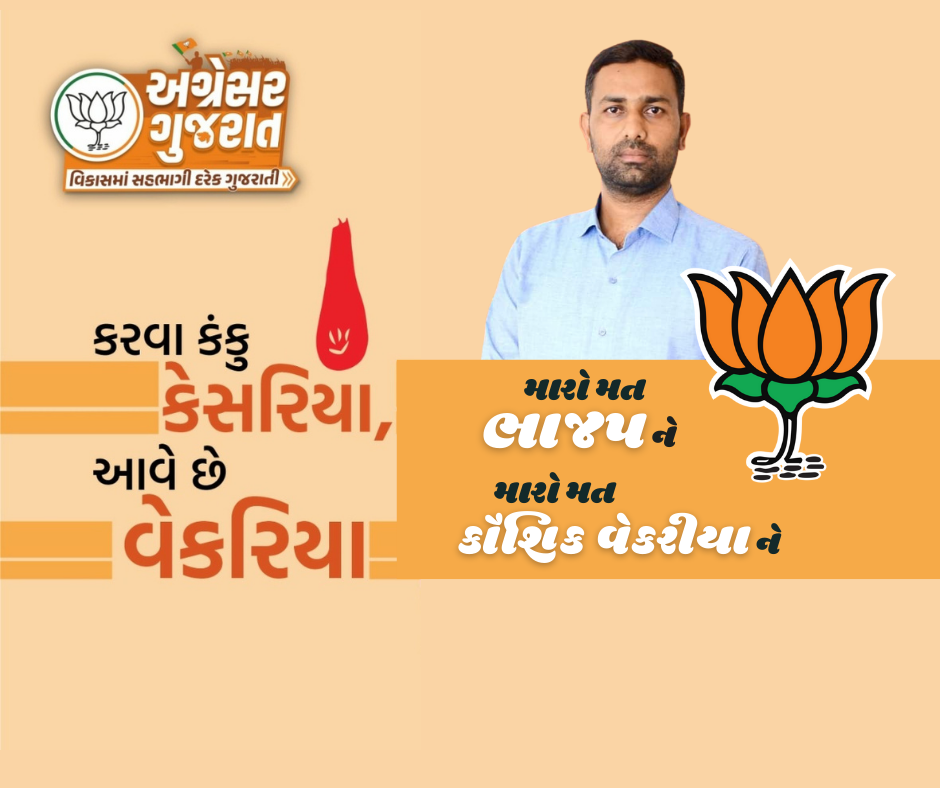 અગ્રેસર
ગુજરાત
વિકાસમાં સહભાગી દરેક ગુજરાતી
કરવા કંકુ
કેસરિયા,
આવે છે
વેકરિયા
મારો મત
ભાજપ ને
મારો મત
કૌશિક વેકરીયા ને